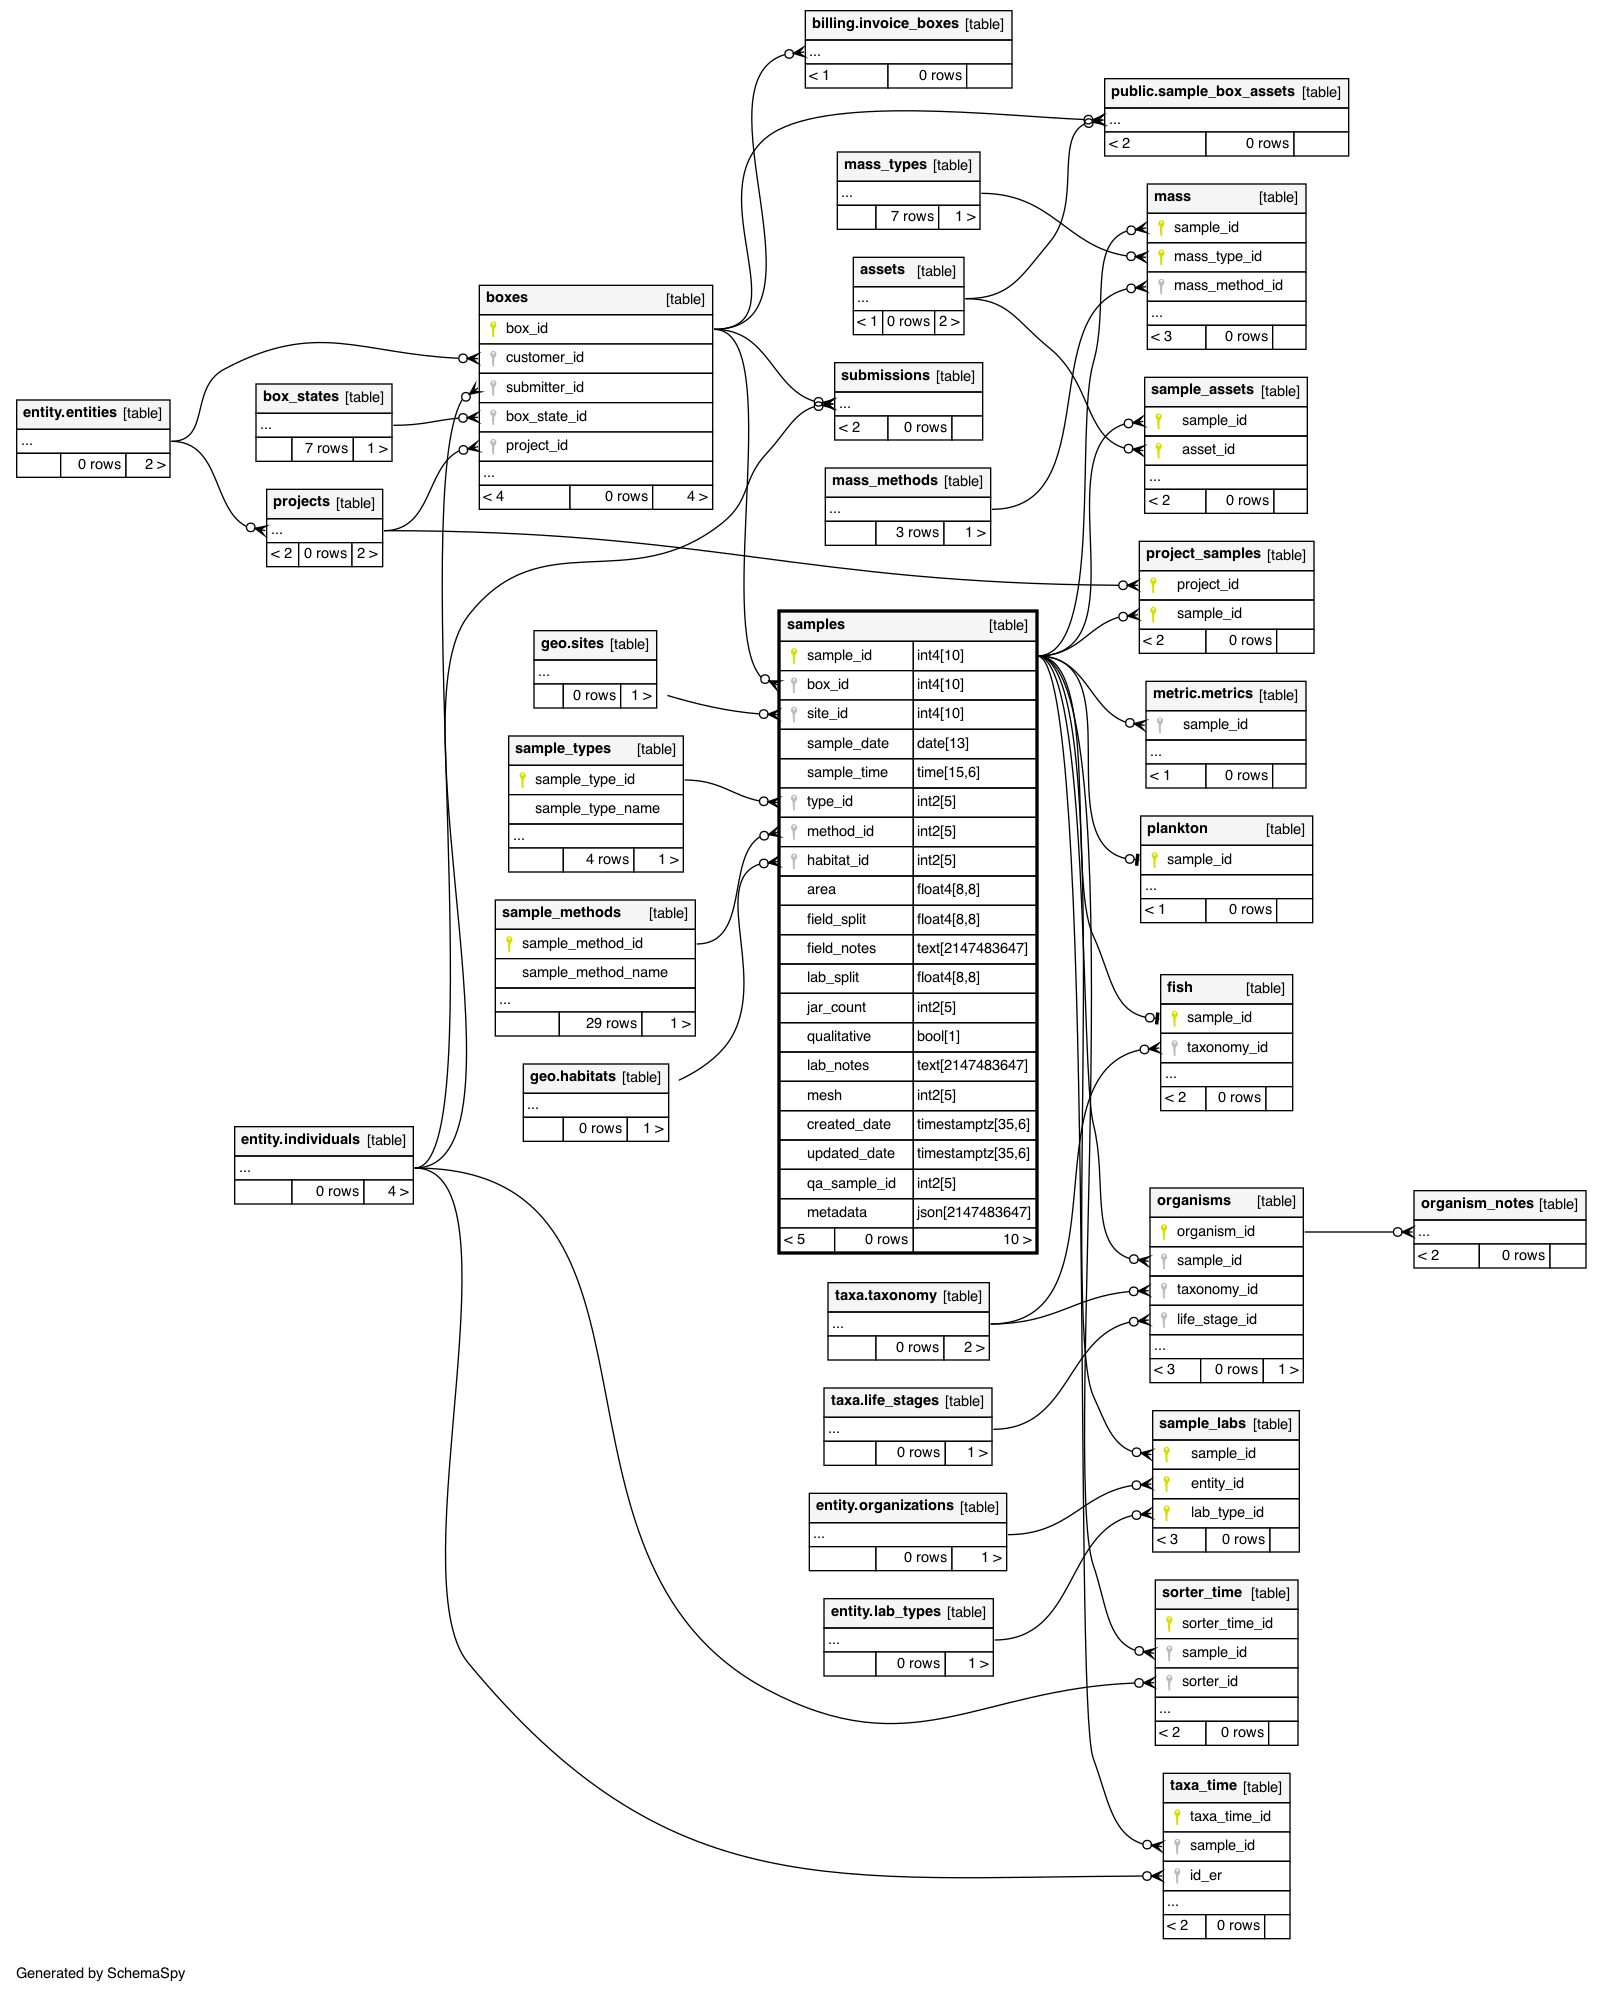 billing.invoice_boxes [table]
...
< 1 0 rows
public.sample_box_assets [table]
...
< 2 0 rows
mass_types [table]
...
7 rows 1 >
mass [table]
sample_id
mass_type_id
mass_method_id
...
< 3 0 rows
assets [table]
...
< 1 0 rows 2 >
boxes [table]
box_id
customer_id
submitter_id
box_state_id
project_id
...
< 4 0 rows 4 >
submissions [table]
...
< 2 0 rows
sample_assets [table]
sample_id
asset_id
...
< 2 0 rows
box_states [table]
...
7 rows 1 >
entity.entities [table]
...
0 rows 2 >
mass_methods [table]
...
3 rows 1 >
projects [table]
...
< 2 0 rows 2 >
project_samples [table]
project_id
sample_id
< 2 0 rows
samples [table]
sample_id int4[10]
box_id int4[10]
site_id int4[10]
sample_date date[13]
sample_time time[15,6]
type_id int2[5]
method_id int2[5]
habitat_id int2[5]
area float4[8,8]
field_split float4[8,8]
field_notes text[2147483647]
lab_split float4[8,8]
jar_count int2[5]
qualitative bool[1]
lab_notes text[2147483647]
mesh int2[5]
created_date timestamptz[35,6]
updated_date timestamptz[35,6]
qa_sample_id int2[5]
metadata json[2147483647]
< 5 0 rows 10 >
geo.sites [table]
...
0 rows 1 >
metric.metrics [table]
sample_id
...
< 1 0 rows
sample_types [table]
sample_type_id
sample_type_name
...
4 rows 1 >
plankton [table]
sample_id
...
< 1 0 rows
sample_methods [table]
sample_method_id
sample_method_name
...
29 rows 1 >
fish [table]
sample_id
taxonomy_id
...
< 2 0 rows
geo.habitats [table]
...
0 rows 1 >
entity.individuals [table]
...
0 rows 4 >
organisms [table]
organism_id
sample_id
taxonomy_id
life_stage_id
...
< 3 0 rows 1 >
organism_notes [table]
...
< 2 0 rows
taxa.taxonomy [table]
...
0 rows 2 >
taxa.life_stages [table]
...
0 rows 1 >
sample_labs [table]
sample_id
entity_id
lab_type_id
< 3 0 rows
entity.organizations [table]
...
0 rows 1 >
entity.lab_types [table]
...
0 rows 1 >
sorter_time [table]
sorter_time_id
sample_id
sorter_id
...
< 2 0 rows
taxa_time [table]
taxa_time_id
sample_id
id_er
...
< 2 0 rows
Generated by SchemaSpy